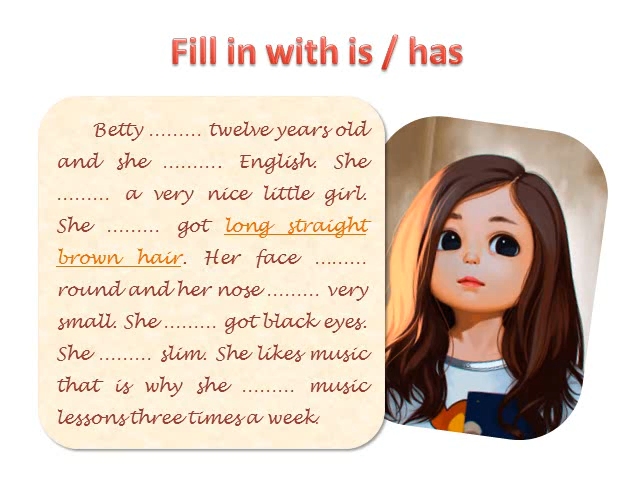 Fill in with is / has
Betty ......... twelve years old
and she .......... English. She
......... a very nice little girl.
She ......... got long straight
brown hair. Her face .........
round and her nose ......... very
small. She ......... got black eyes.
She ......... slim. She likes music
that is why she ......... music
lessons three times a week.